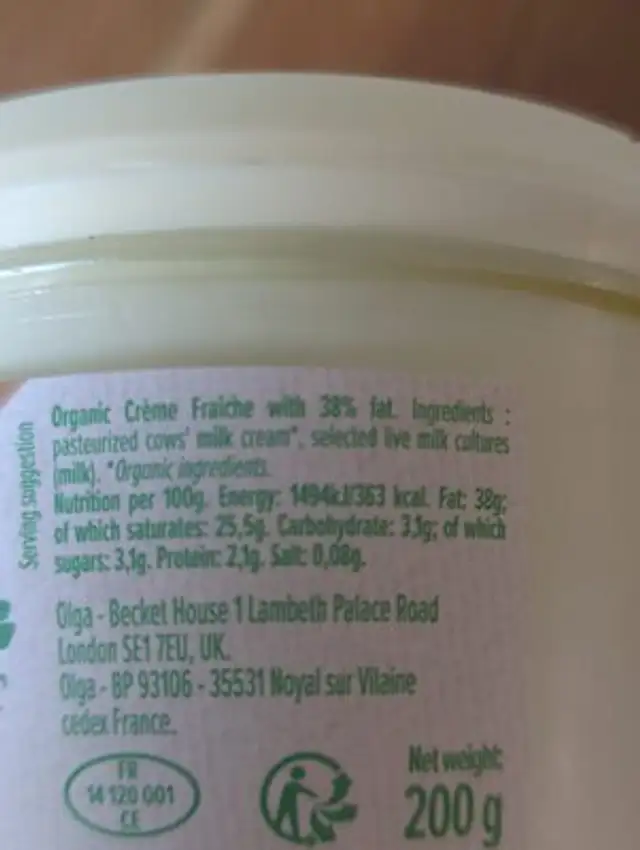 Serving suggestion
Organic Crème Fraîche with 38% fat. Ingredients :
pasteurized cows' milk cream*, selected live milk cultures
(milk). *Organic ingredients.
Nutrition per 100g. Energy: 1494kJ/363 kcal. Fat: 38g;
of which saturates: 25,5g. Carbohydrate: 3,1g; of which
sugars: 3,1g. Protein: 2,1g. Salt: 0,08g.
Olga - Becket House 1 Lambeth Palace Road
London SE1 7EU, UK.
Olga - BP 93106 - 35531 Noyal sur Vilaine
cedex France.
FR
14 120 001
CE
Net weight:
200 g